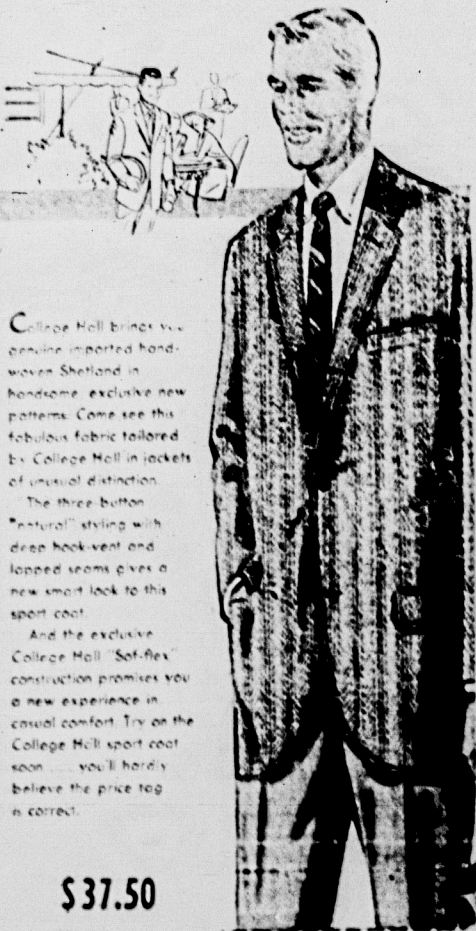 College Hall brings you
genuine imported hand-
woven Shetland in
handsome, exclusive new
patterns. Come see this
fabulous fabric tailored
by College Hall in jackets
of unusual distinction.
The three-button
"natural" styling with
deep hook-vent and
lapped seams gives a
new smart look to this
sport coat.
And the exclusive
College Hall "Sof-flex"
construction promises you
a new experience in
casual comfort. Try on the
College Hall sport coat
soon .... you'll hardly
believe the price tag
is correct.
$37.50